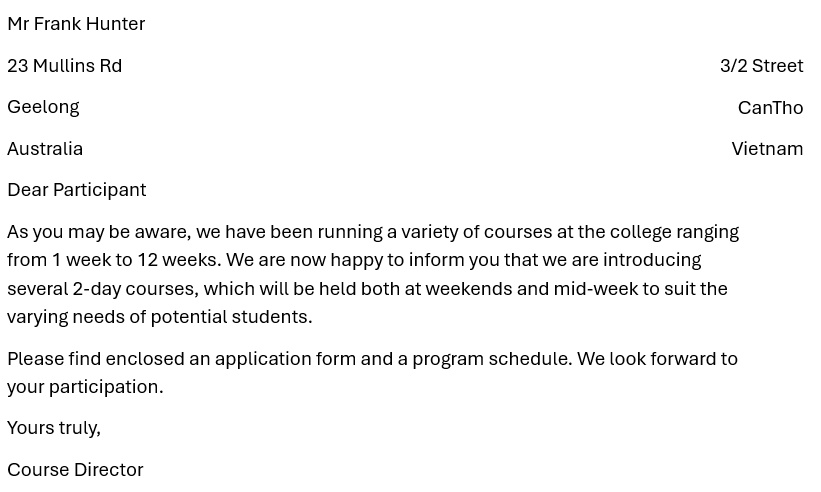 Mr Frank Hunter
23 Mullins Rd 3/2 Street
Geelong CanTho
Australia Vietnam
Dear Participant
As you may be aware, we have been running a variety of courses at the college ranging
from 1 week to 12 weeks. We are now happy to inform you that we are introducing
several 2-day courses, which will be held both at weekends and mid-week to suit the
varying needs of potential students.
Please find enclosed an application form and a program schedule. We look forward to
your participation.
Yours truly,
Course Director